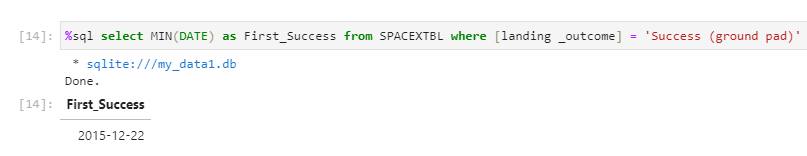 [14]: %sql select MIN(DATE) as First_Success from SPACEXTBL where [landing _outcome] = 'Success (ground pad)'
* sqlite:///my_data1.db
Done.
[14]: First_Success
2015-12-22